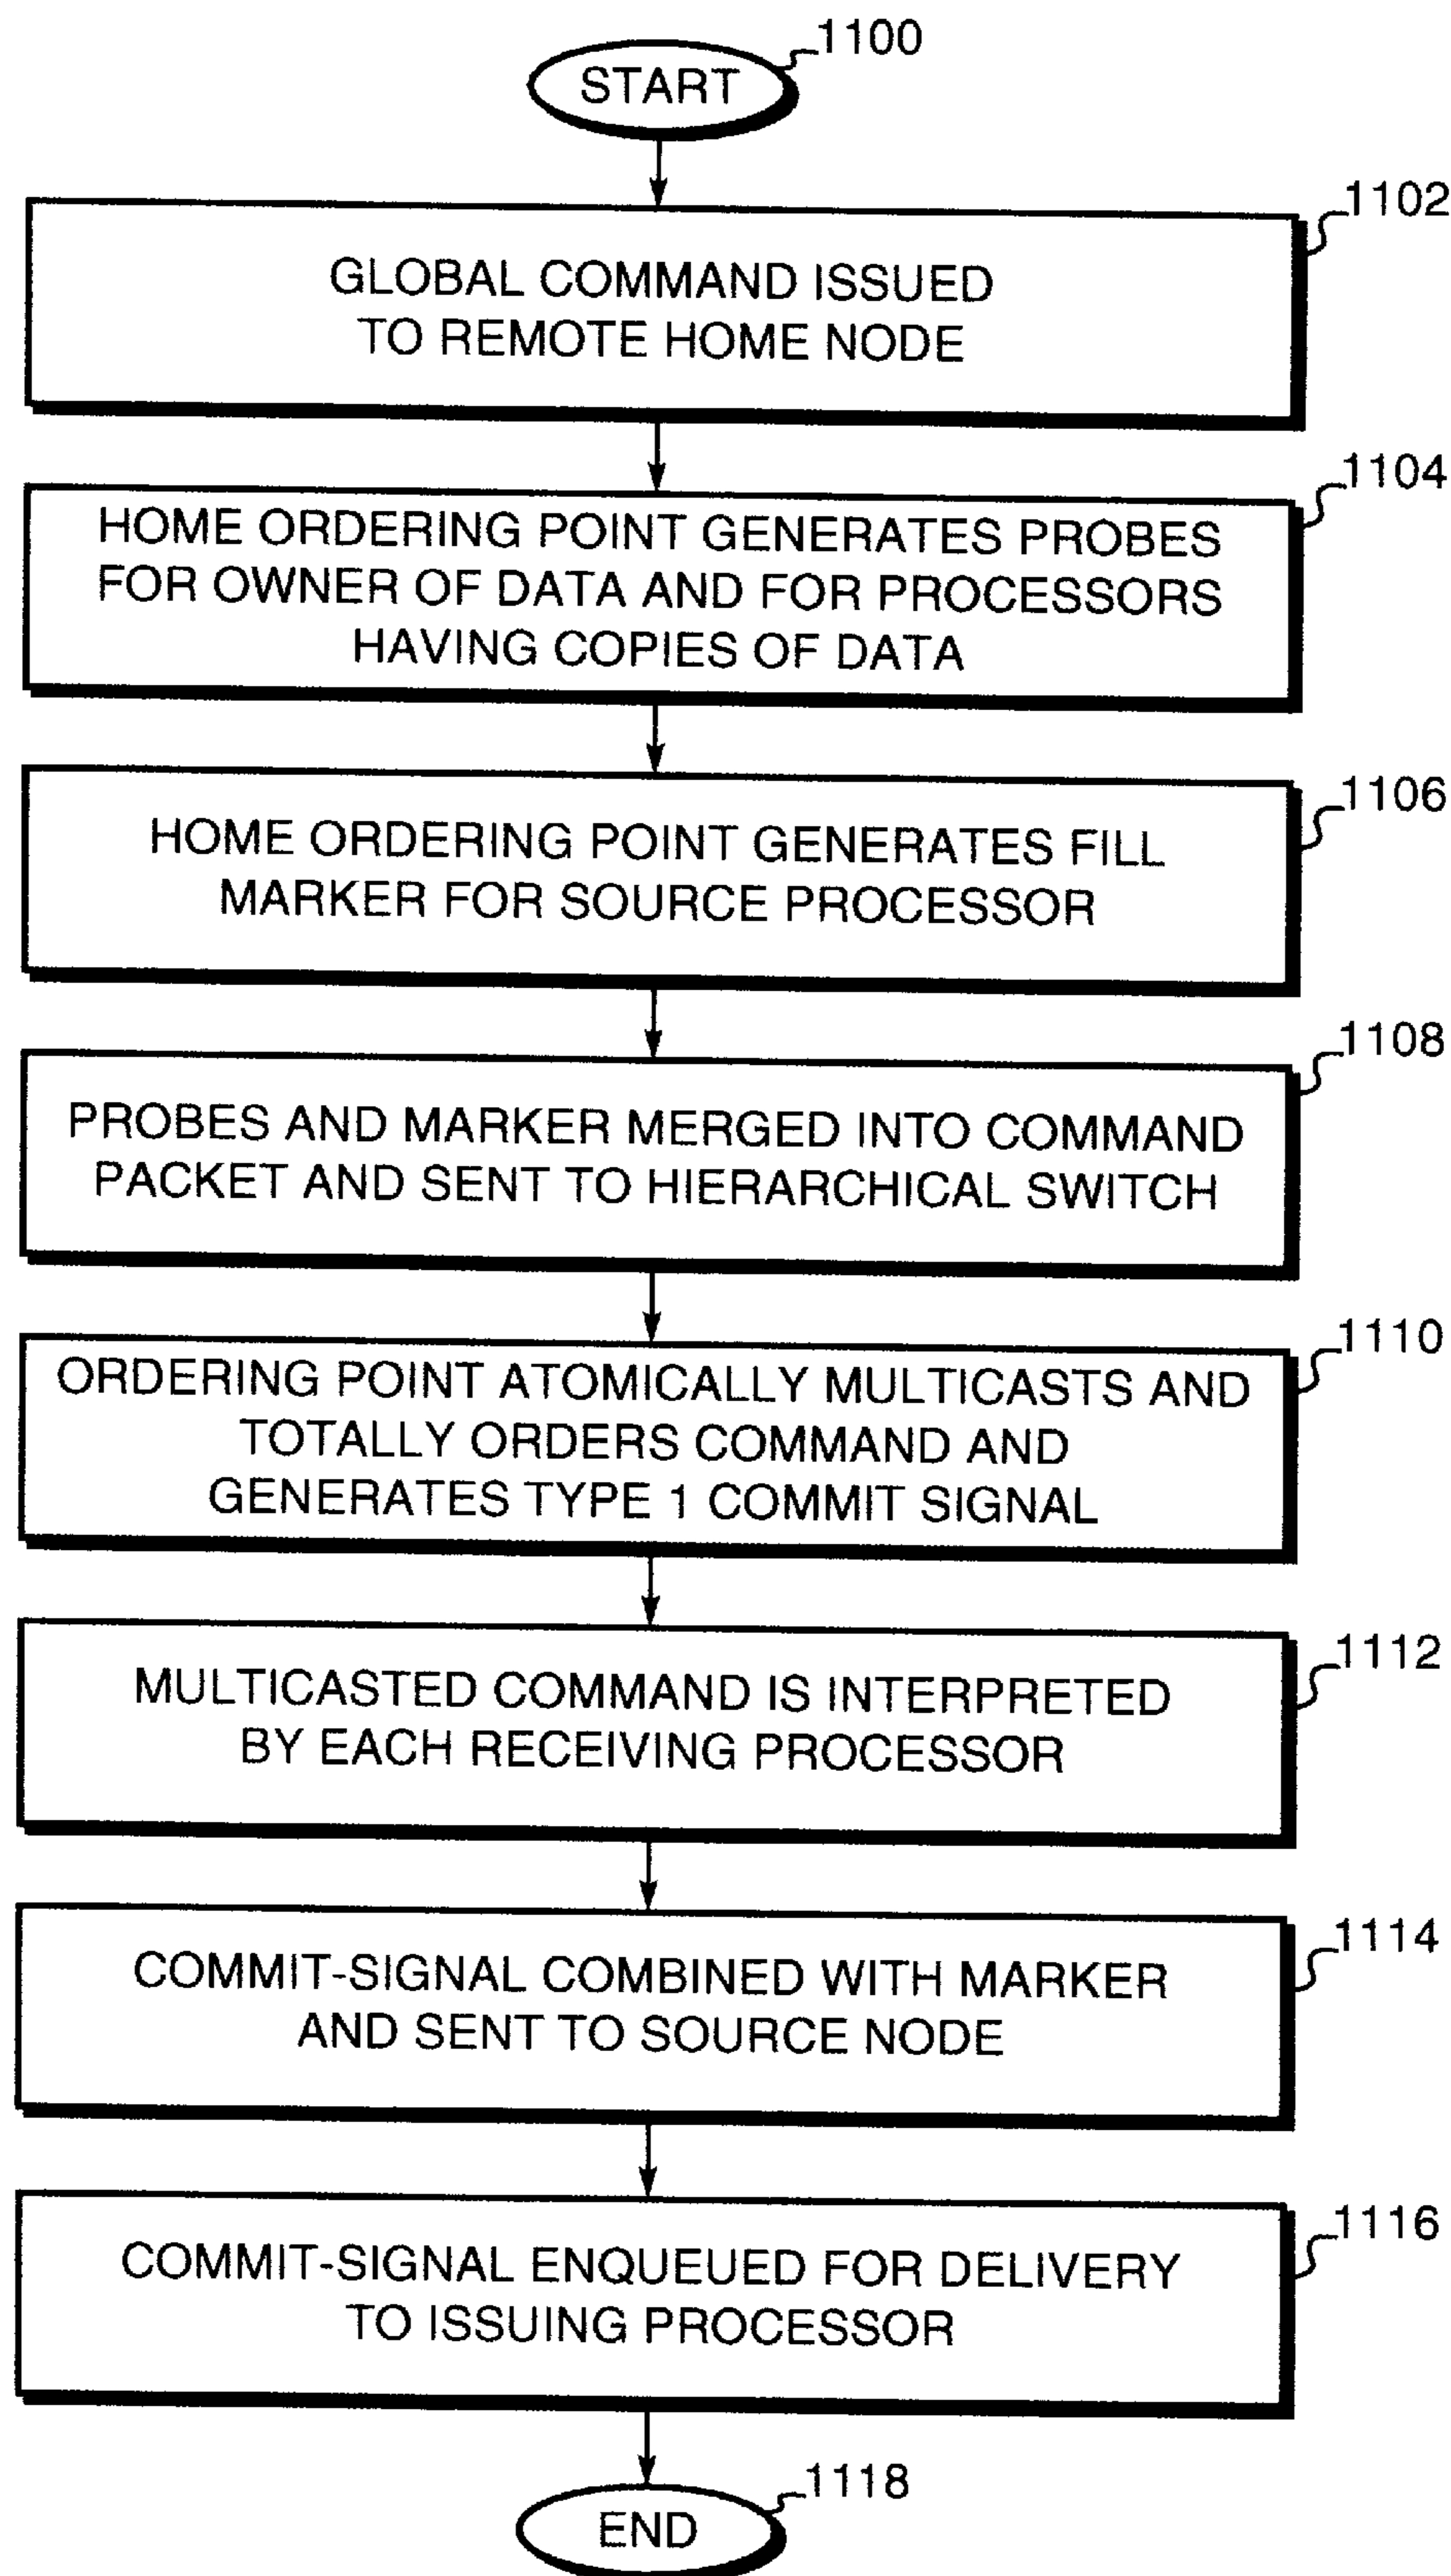 START
1100
GLOBAL COMMAND ISSUED
TO REMOTE HOME NODE
1102
HOME ORDERING POINT GENERATES PROBES
FOR OWNER OF DATA AND FOR PROCESSORS
HAVING COPIES OF DATA
1104
HOME ORDERING POINT GENERATES FILL
MARKER FOR SOURCE PROCESSOR
1106
PROBES AND MARKER MERGED INTO COMMAND
PACKET AND SENT TO HIERARCHICAL SWITCH
1108
ORDERING POINT ATOMICALLY MULTICASTS AND
TOTALLY ORDERS COMMAND AND
GENERATES TYPE 1 COMMIT SIGNAL
1110
MULTICASTED COMMAND IS INTERPRETED
BY EACH RECEIVING PROCESSOR
1112
COMMIT-SIGNAL COMBINED WITH MARKER
AND SENT TO SOURCE NODE
1114
COMMIT-SIGNAL ENQUEUED FOR DELIVERY
TO ISSUING PROCESSOR
1116
END
1118